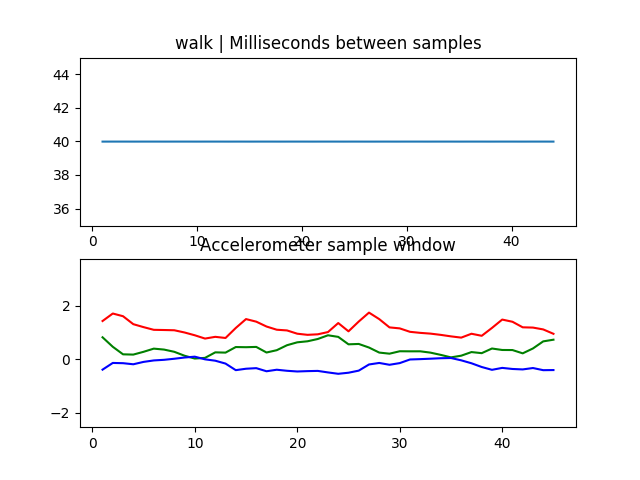 walk | Milliseconds between samples
44
42
40
38
36
0 10 20 30 40
Accelerometer sample window
2
0
−2
0 10 20 30 40